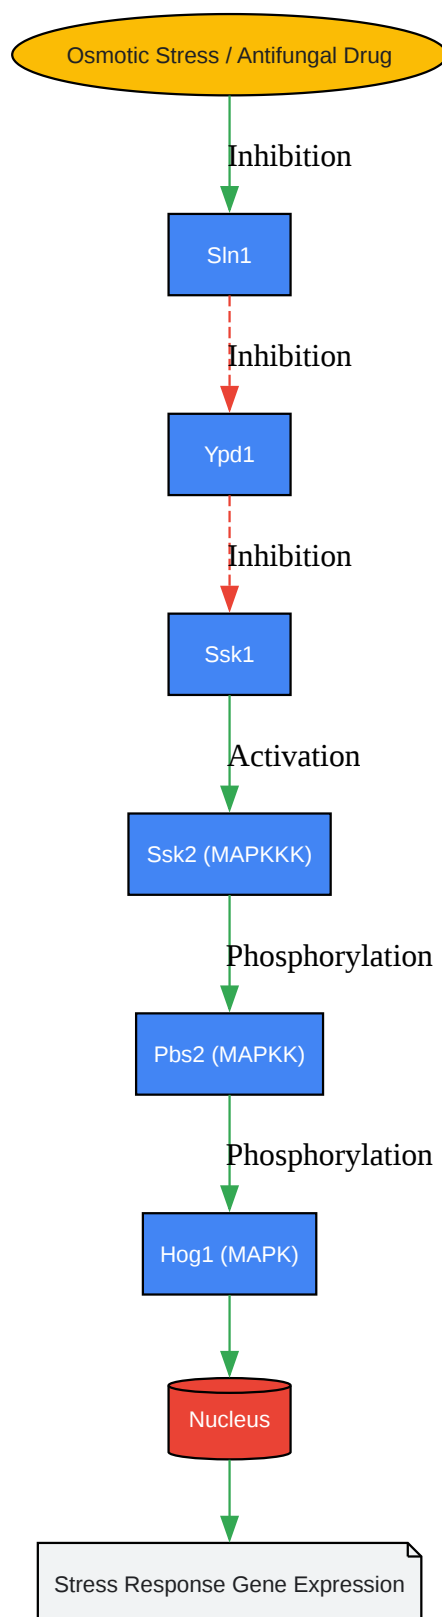 Osmotic Stress / Antifungal Drug
Inhibition
Sln1
Inhibition
Ypd1
Inhibition
Ssk1
Activation
Ssk2 (MAPKKK)
Phosphorylation
Pbs2 (MAPKK)
Phosphorylation
Hog1 (MAPK)
Nucleus
Stress Response Gene Expression